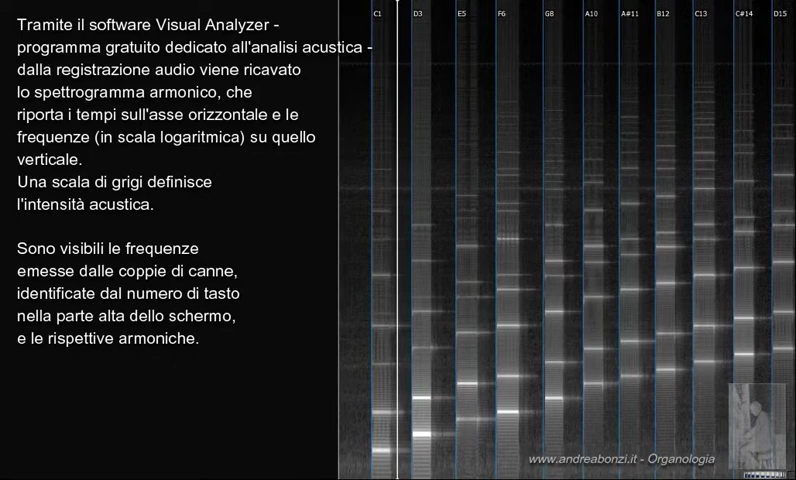 Tramite il software Visual Analyzer -
programma gratuito dedicato all'analisi acustica -
dalla registrazione audio viene ricavato
lo spettrogramma armonico, che
riporta i tempi sull'asse orizzontale e le
frequenze (in scala logaritmica) su quello
verticale.
Una scala di grigi definisce
l'intensità acustica.
Sono visibili le frequenze
emesse dalle coppie di canne,
identificate dal numero di tasto
nella parte alta dello schermo,
e le rispettive armoniche.
C1 D3 E5 F6 G8 A10 A#11 B12 C13 C#14 D15
www.andreabonzi.it - Organologia